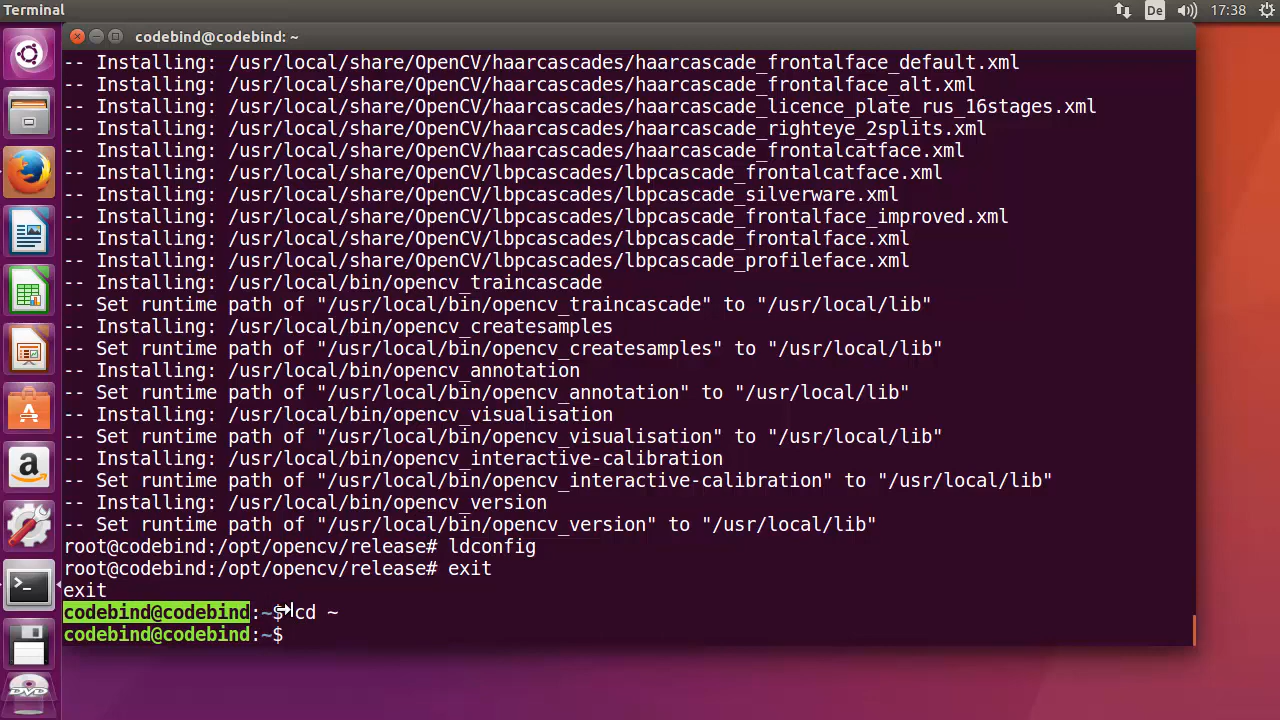 Terminal
De
17:38
codebind@codebind: ~
-- Installing: /usr/local/share/OpenCV/haarcascades/haarcascade_frontalface_default.xml
-- Installing: /usr/local/share/OpenCV/haarcascades/haarcascade_frontalface_alt.xml
-- Installing: /usr/local/share/OpenCV/haarcascades/haarcascade_licence_plate_rus_16stages.xml
-- Installing: /usr/local/share/OpenCV/haarcascades/haarcascade_righteye_2splits.xml
-- Installing: /usr/local/share/OpenCV/haarcascades/haarcascade_frontalcatface.xml
-- Installing: /usr/local/share/OpenCV/lbpcascades/lbpcascade_frontalcatface.xml
-- Installing: /usr/local/share/OpenCV/lbpcascades/lbpcascade_silverware.xml
-- Installing: /usr/local/share/OpenCV/lbpcascades/lbpcascade_frontalface_improved.xml
-- Installing: /usr/local/share/OpenCV/lbpcascades/lbpcascade_frontalface.xml
-- Installing: /usr/local/share/OpenCV/lbpcascades/lbpcascade_profileface.xml
-- Installing: /usr/local/bin/opencv_traincascade
-- Set runtime path of "/usr/local/bin/opencv_traincascade" to "/usr/local/lib"
-- Installing: /usr/local/bin/opencv_createsamples
-- Set runtime path of "/usr/local/bin/opencv_createsamples" to "/usr/local/lib"
-- Installing: /usr/local/bin/opencv_annotation
-- Set runtime path of "/usr/local/bin/opencv_annotation" to "/usr/local/lib"
-- Installing: /usr/local/bin/opencv_visualisation
-- Set runtime path of "/usr/local/bin/opencv_visualisation" to "/usr/local/lib"
-- Installing: /usr/local/bin/opencv_interactive-calibration
-- Set runtime path of "/usr/local/bin/opencv_interactive-calibration" to "/usr/local/lib"
-- Installing: /usr/local/bin/opencv_version
-- Set runtime path of "/usr/local/bin/opencv_version" to "/usr/local/lib"
root@codebind:/opt/opencv/release# ldconfig
root@codebind:/opt/opencv/release# exit
exit
codebind@codebind:~$ cd ~
codebind@codebind:~$